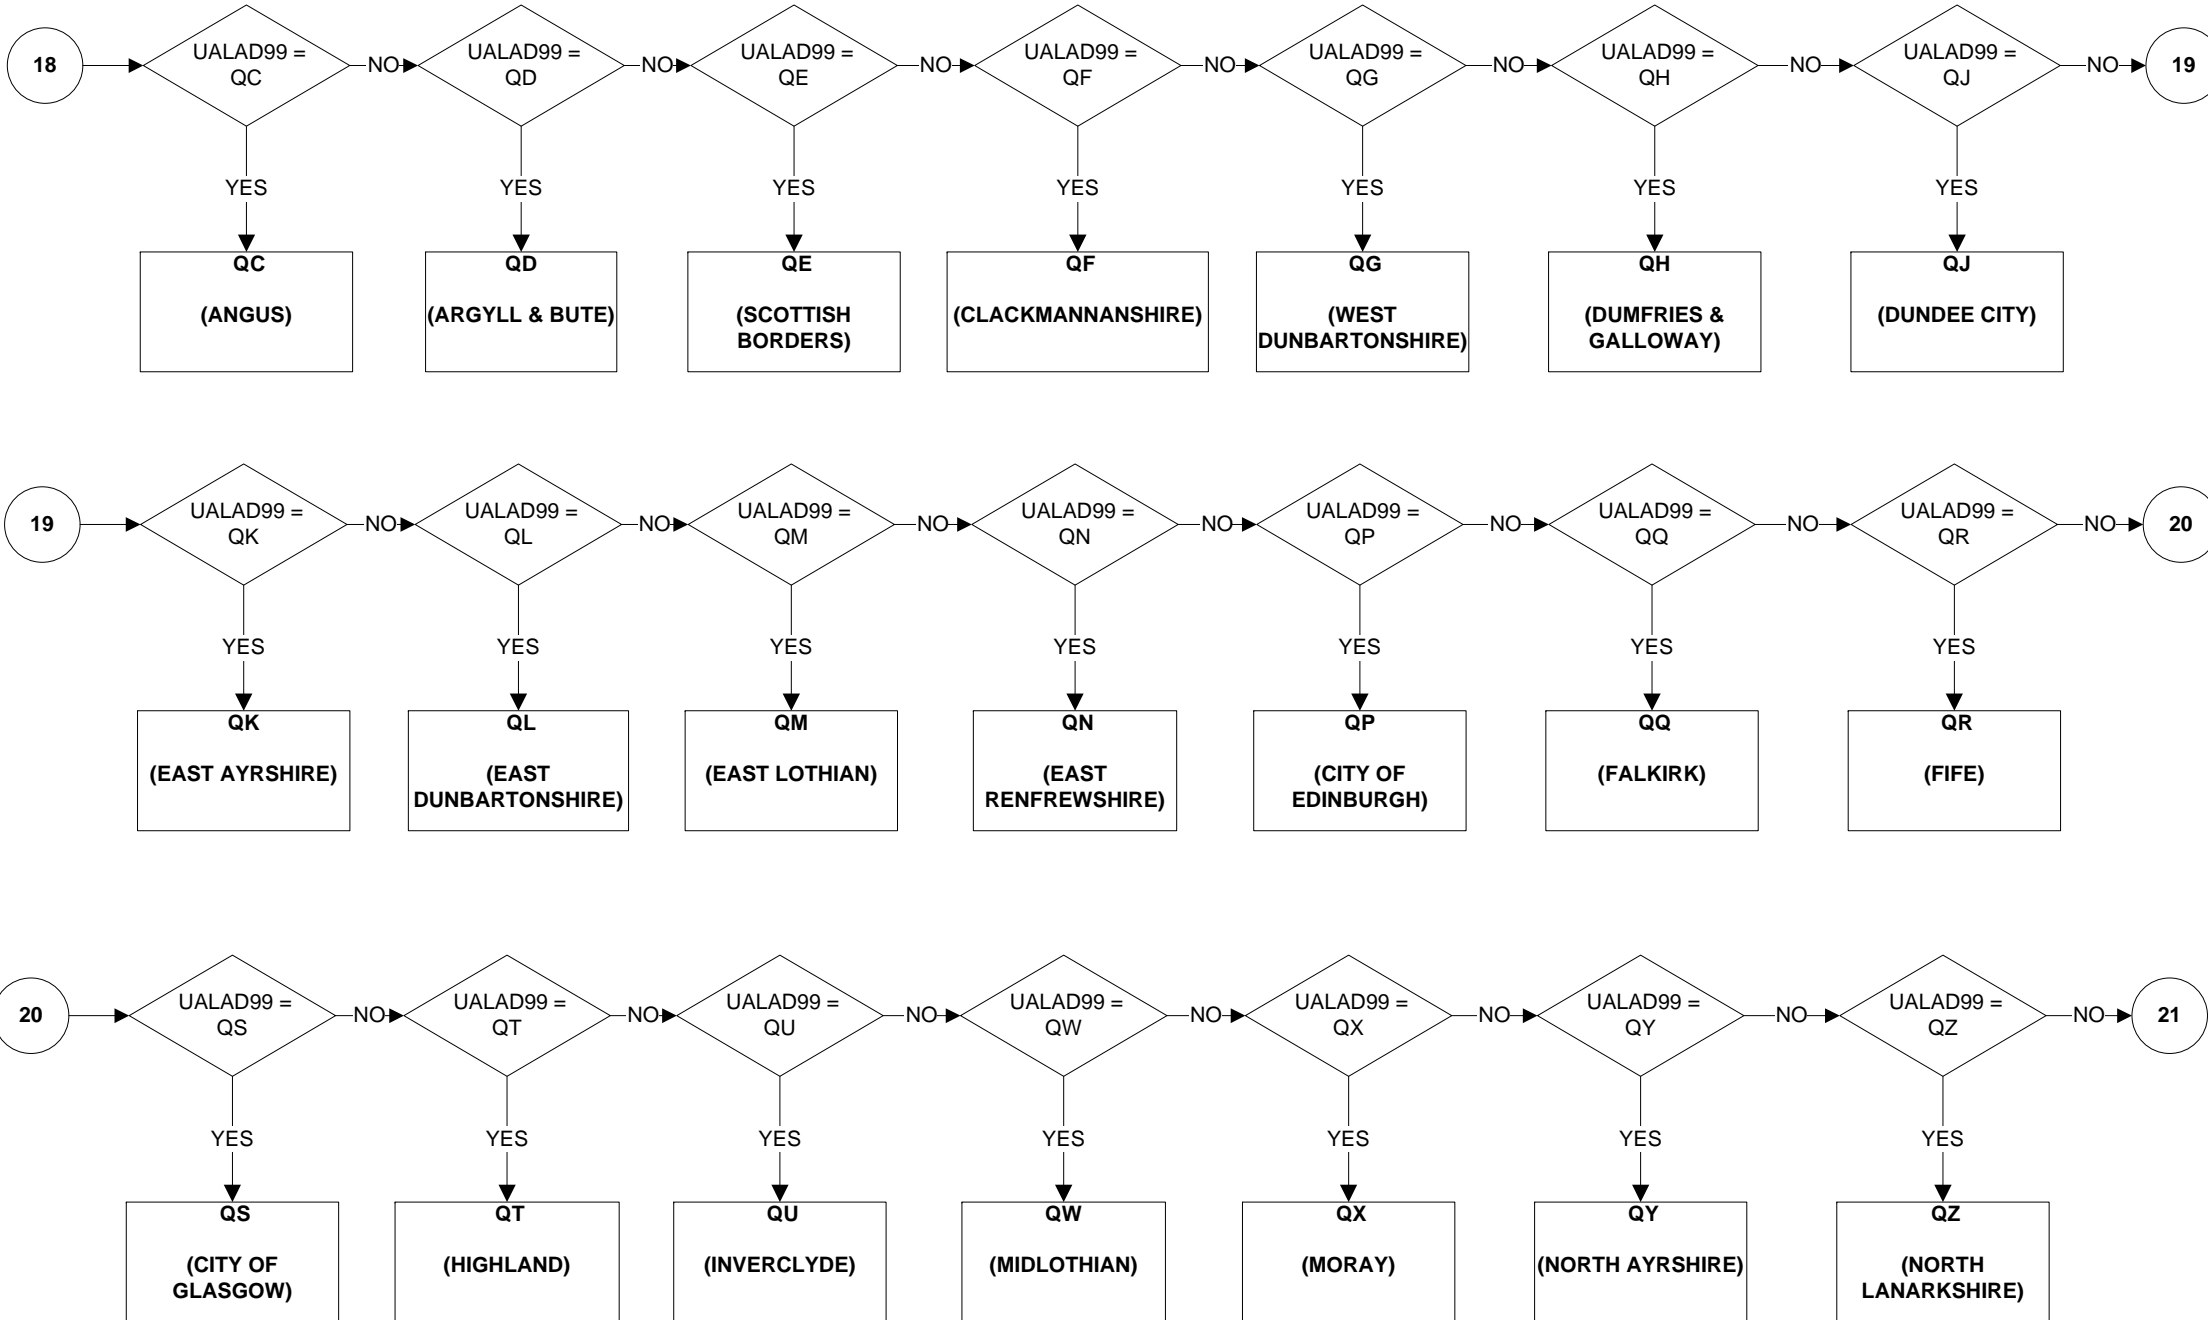 18
UALAD99 =
QC
NO
UALAD99 =
QD
NO
UALAD99 =
QE
NO
UALAD99 =
QF
NO
UALAD99 =
QG
NO
UALAD99 =
QH
NO
UALAD99 =
QJ
NO
19
YES
YES
YES
YES
YES
YES
YES
QC
(ANGUS)
QD
(ARGYLL & BUTE)
QE
(SCOTTISH
BORDERS)
QF
(CLACKMANNANSHIRE)
QG
(WEST
DUNBARTONSHIRE)
QH
(DUMFRIES &
GALLOWAY)
QJ
(DUNDEE CITY)
19
UALAD99 =
QK
NO
UALAD99 =
QL
NO
UALAD99 =
QM
NO
UALAD99 =
QN
NO
UALAD99 =
QP
NO
UALAD99 =
QQ
NO
UALAD99 =
QR
NO
20
YES
YES
YES
YES
YES
YES
YES
QK
(EAST AYRSHIRE)
QL
(EAST
DUNBARTONSHIRE)
QM
(EAST LOTHIAN)
QN
(EAST
RENFREWSHIRE)
QP
(CITY OF
EDINBURGH)
QQ
(FALKIRK)
QR
(FIFE)
20
UALAD99 =
QS
NO
UALAD99 =
QT
NO
UALAD99 =
QU
NO
UALAD99 =
QW
NO
UALAD99 =
QX
NO
UALAD99 =
QY
NO
UALAD99 =
QZ
NO
21
YES
YES
YES
YES
YES
YES
YES
QS
(CITY OF
GLASGOW)
QT
(HIGHLAND)
QU
(INVERCLYDE)
QW
(MIDLOTHIAN)
QX
(MORAY)
QY
(NORTH AYRSHIRE)
QZ
(NORTH
LANARKSHIRE)